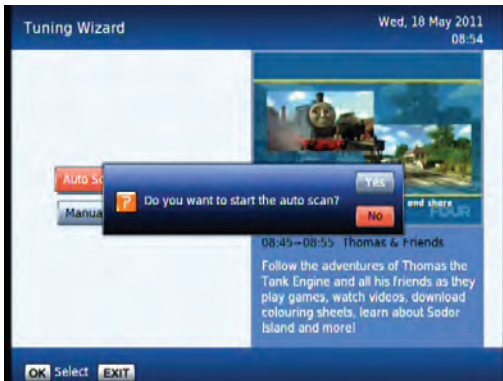 Tuning Wizard
Wed, 18 May 2011
08:54
Auto Sc
Do you want to start the auto scan?
Yes
No
Manua
and share
FOUR
08:45—08:55 Thomas & Friends
Follow the adventures of Thomas the
Tank Engine and all his friends as they
play games, watch videos, download
colouring sheets, learn about Sodor
Island and more!
OK Select EXIT